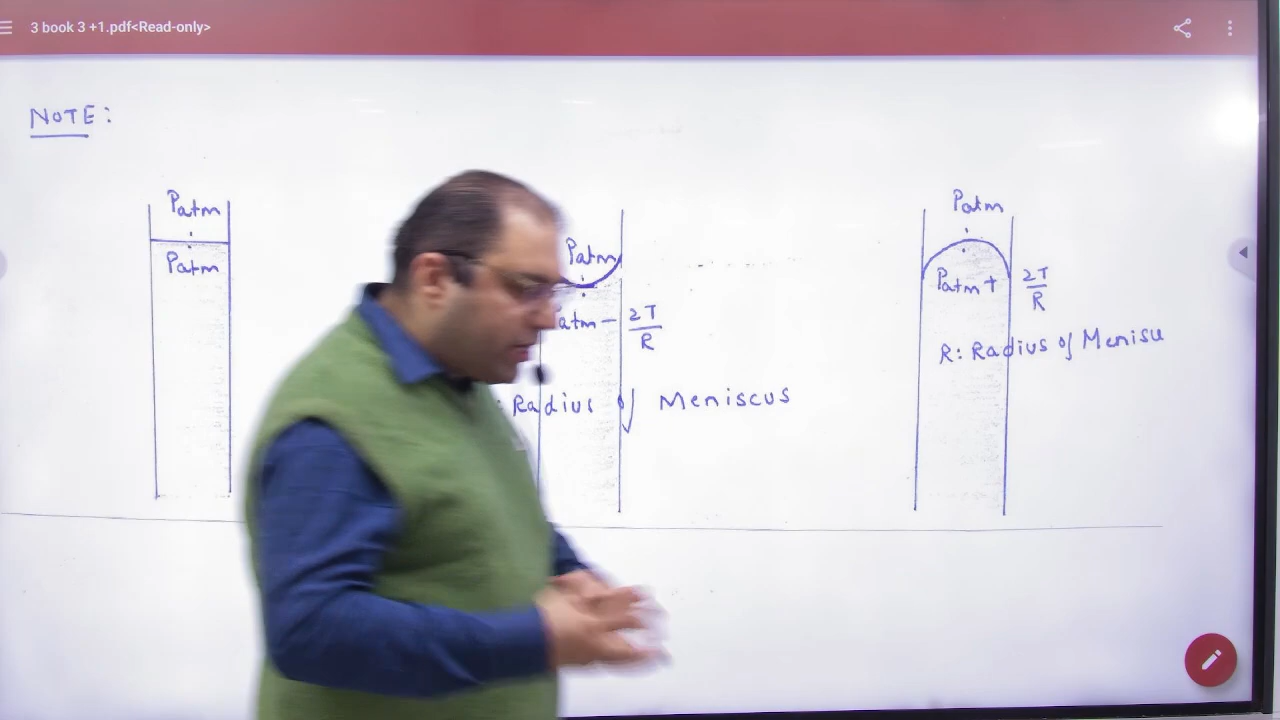 3 book 3 +1.pdf<Read-only>
NOTE:
Patm
Patm
Patm
atm - 2T/R
: Radius of Meniscus
Patm
Patm + 2T/R
R: Radius of Menisu